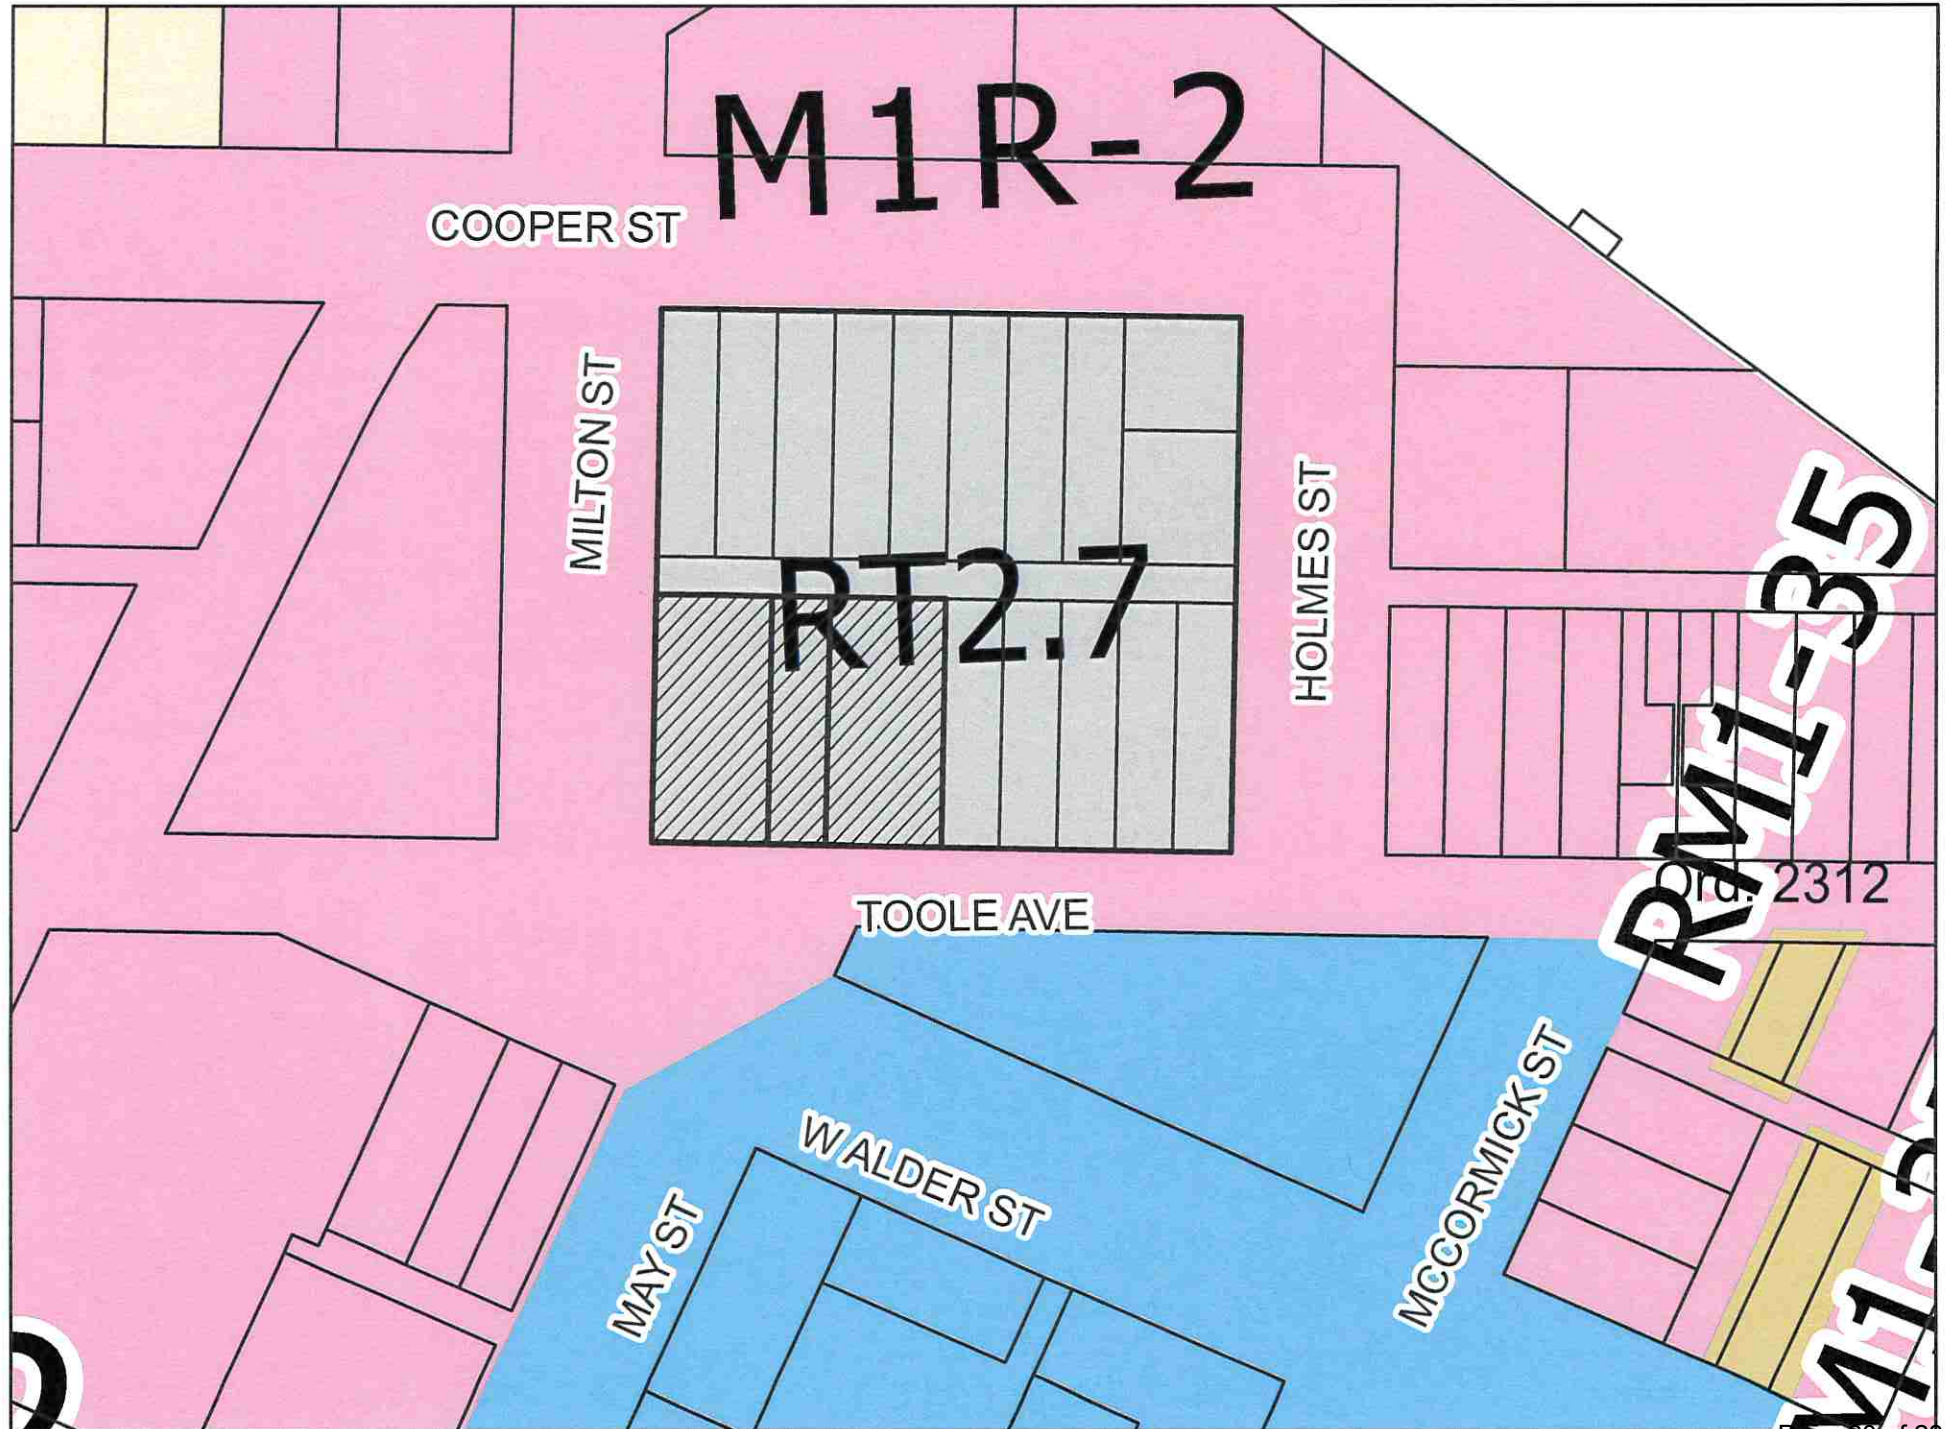 M1R-2
COOPER ST
MILTON ST
HOLMES ST
RT2.7
RM1-35
Ord. 2312
TOOLE AVE
MCCORMICK ST
W ALDER ST
MAY ST